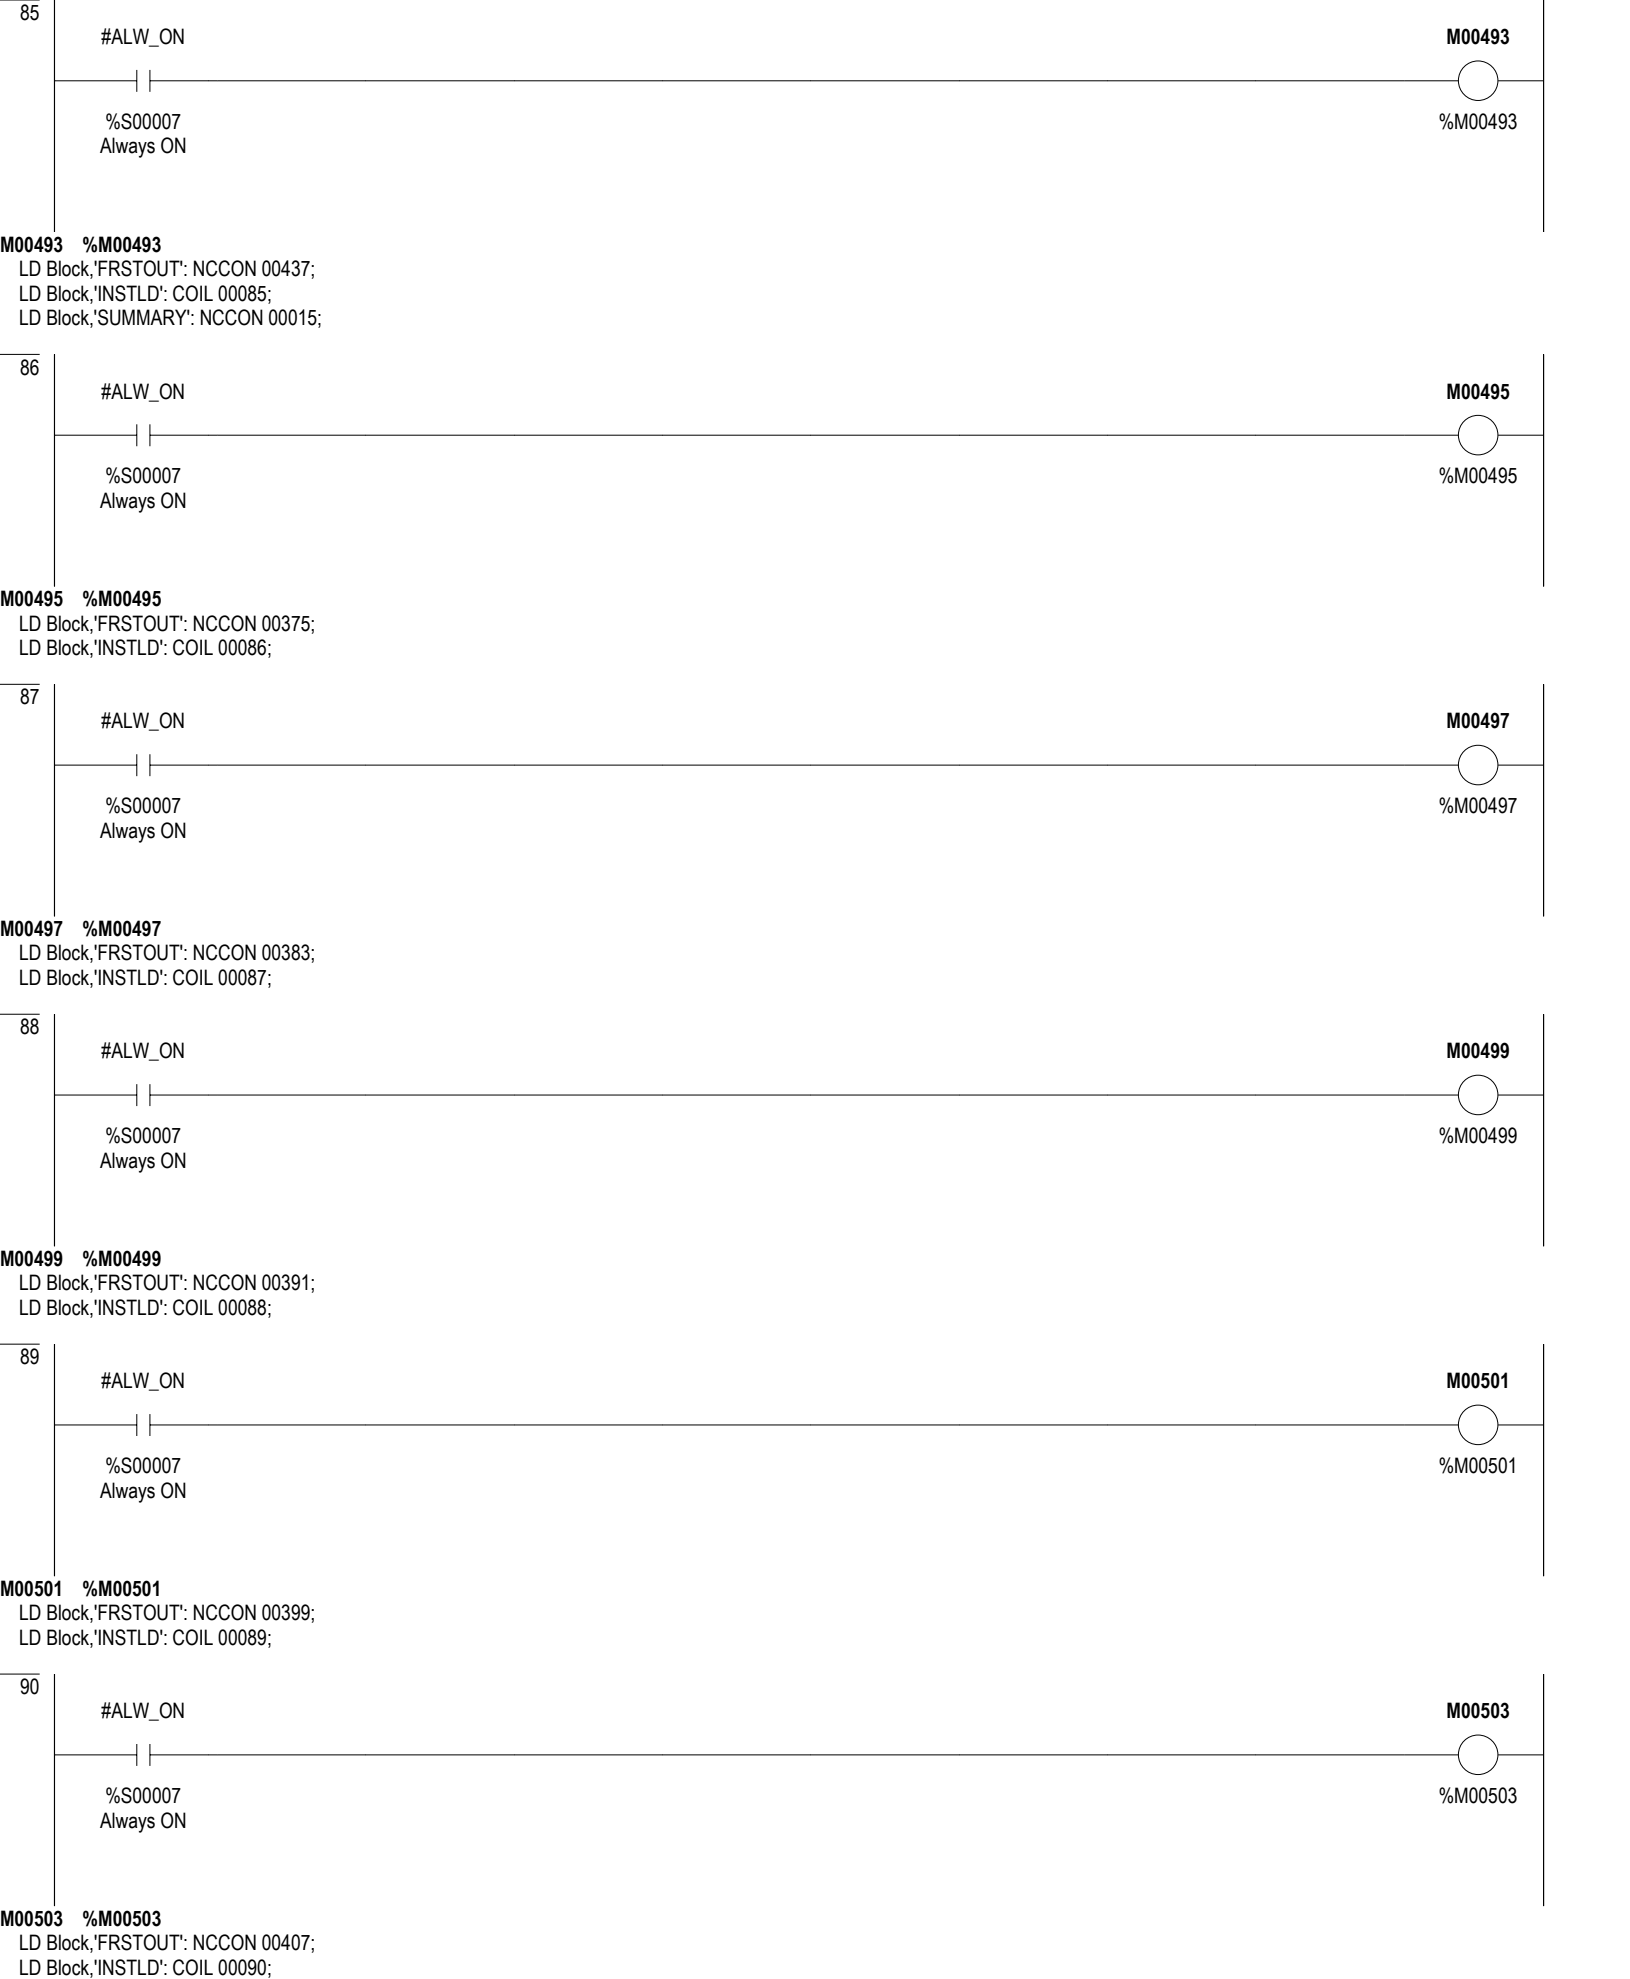 85
#ALW_ON M00493
%S00007 %M00493
Always ON
M00493 %M00493
LD Block,'FRSTOUT': NCCON 00437;
LD Block,'INSTLD': COIL 00085;
LD Block,'SUMMARY': NCCON 00015;
86
#ALW_ON M00495
%S00007 %M00495
Always ON
M00495 %M00495
LD Block,'FRSTOUT': NCCON 00375;
LD Block,'INSTLD': COIL 00086;
87
#ALW_ON M00497
%S00007 %M00497
Always ON
M00497 %M00497
LD Block,'FRSTOUT': NCCON 00383;
LD Block,'INSTLD': COIL 00087;
88
#ALW_ON M00499
%S00007 %M00499
Always ON
M00499 %M00499
LD Block,'FRSTOUT': NCCON 00391;
LD Block,'INSTLD': COIL 00088;
89
#ALW_ON M00501
%S00007 %M00501
Always ON
M00501 %M00501
LD Block,'FRSTOUT': NCCON 00399;
LD Block,'INSTLD': COIL 00089;
90
#ALW_ON M00503
%S00007 %M00503
Always ON
M00503 %M00503
LD Block,'FRSTOUT': NCCON 00407;
LD Block,'INSTLD': COIL 00090;